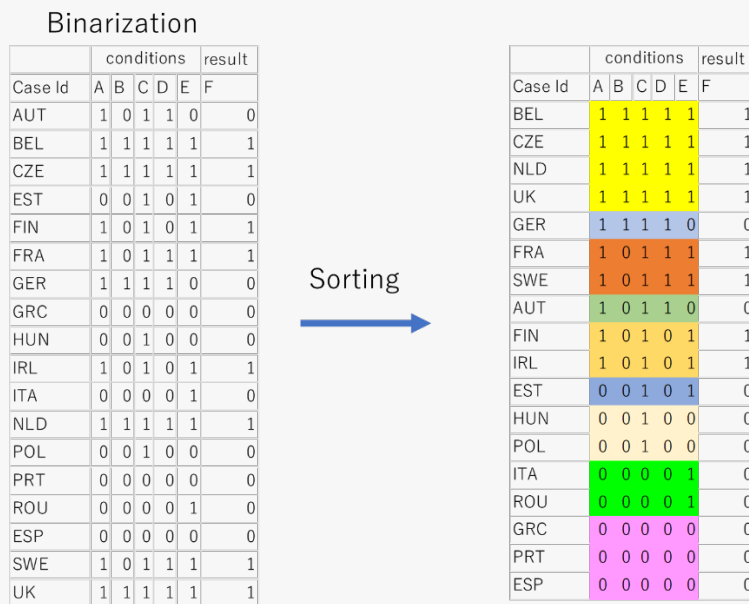 Binarization
conditions result
Case Id A B C D E F
AUT 1 0 1 1 0 0
BEL 1 1 1 1 1 1
CZE 1 1 1 1 1 1
EST 0 0 1 0 1 0
FIN 1 0 1 0 1 1
FRA 1 0 1 1 1 1
GER 1 1 1 1 0 0
GRC 0 0 0 0 0 0
HUN 0 0 1 0 0 0
IRL 1 0 1 0 1 1
ITA 0 0 0 0 1 0
NLD 1 1 1 1 1 1
POL 0 0 1 0 0 0
PRT 0 0 0 0 0 0
ROU 0 0 0 0 1 0
ESP 0 0 0 0 0 0
SWE 1 0 1 1 1 1
UK 1 1 1 1 1 1
Sorting
conditions result
Case Id A B C D E F
BEL 1 1 1 1 1 1
CZE 1 1 1 1 1 1
NLD 1 1 1 1 1 1
UK 1 1 1 1 1 1
GER 1 1 1 1 0 0
FRA 1 0 1 1 1 1
SWE 1 0 1 1 1 1
AUT 1 0 1 1 0 0
FIN 1 0 1 0 1 1
IRL 1 0 1 0 1 1
EST 0 0 1 0 1 0
HUN 0 0 1 0 0 0
POL 0 0 1 0 0 0
ITA 0 0 0 0 1 0
ROU 0 0 0 0 1 0
GRC 0 0 0 0 0 0
PRT 0 0 0 0 0 0
ESP 0 0 0 0 0 0